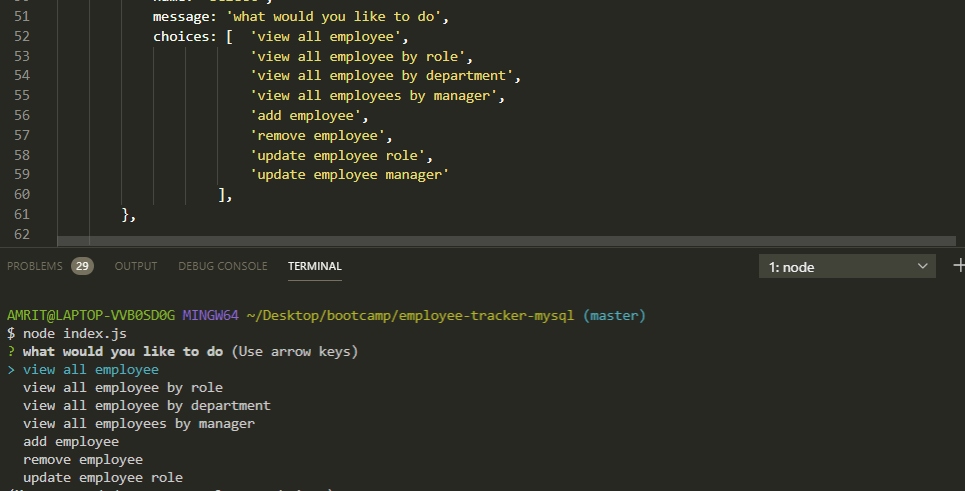 51 message: 'what would you like to do',
52 choices: [ 'view all employee',
53 'view all employee by role',
54 'view all employee by department',
55 'view all employees by manager',
56 'add employee',
57 'remove employee',
58 'update employee role',
59 'update employee manager'
60 ],
61 },
62
PROBLEMS 29 OUTPUT DEBUG CONSOLE TERMINAL 1: node
AMRIT@LAPTOP-VVB0SD0G MINGW64 ~/Desktop/bootcamp/employee-tracker-mysql (master)
$ node index.js
? what would you like to do (Use arrow keys)
> view all employee
view all employee by role
view all employee by department
view all employees by manager
add employee
remove employee
update employee role